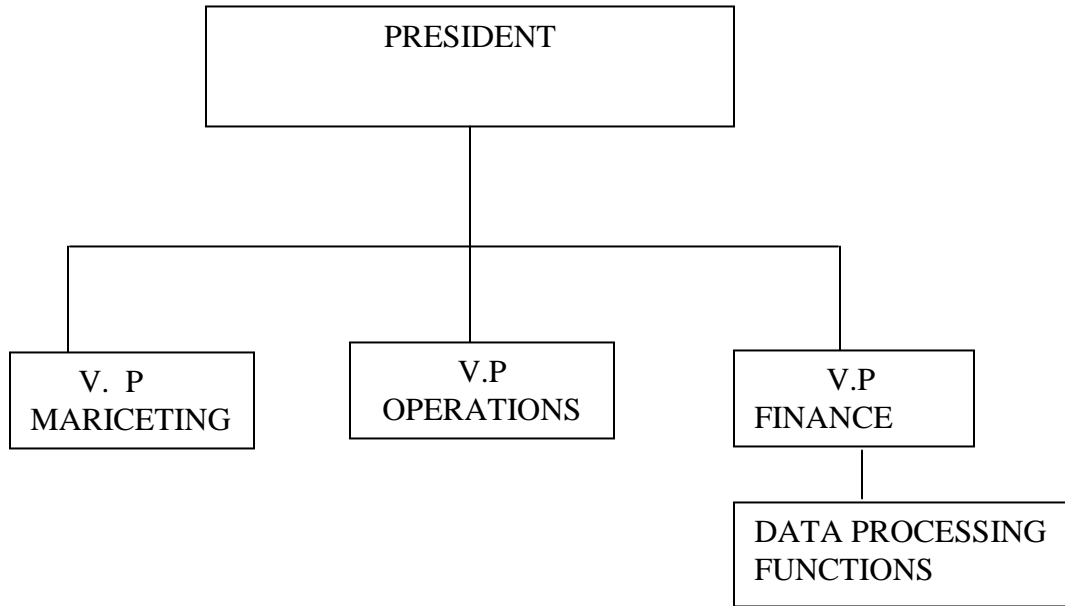 PRESIDENT
V. P
MARICETING
V.P
OPERATIONS
V.P
FINANCE
DATA PROCESSING
FUNCTIONS